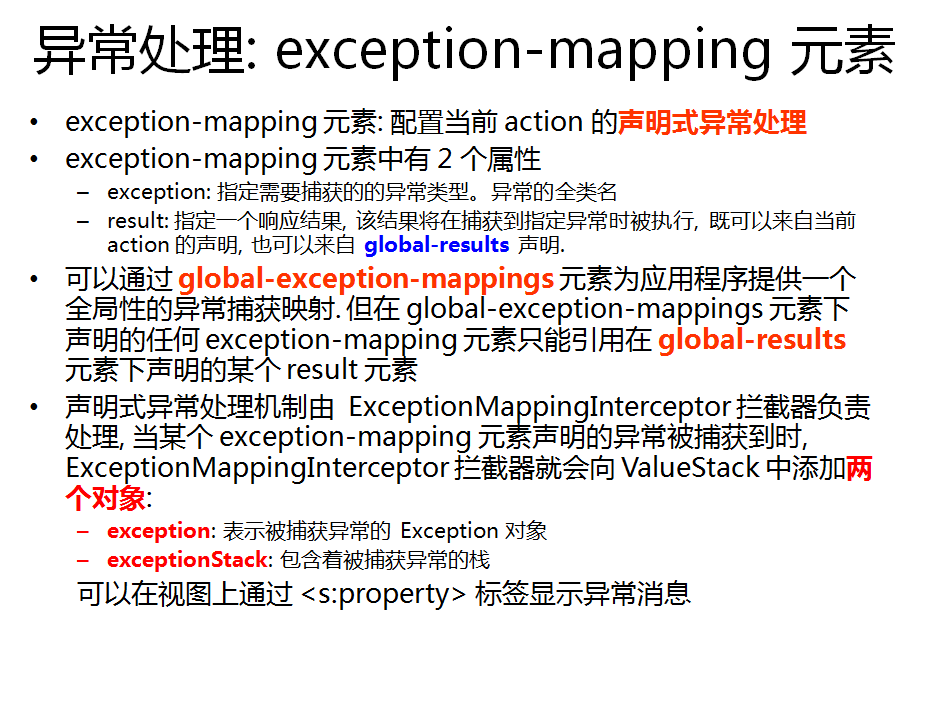 异常处理: exception-mapping 元素
• exception-mapping 元素: 配置当前 action 的声明式异常处理
• exception-mapping 元素中有 2 个属性
– exception: 指定需要捕获的的异常类型。异常的全类名
– result: 指定一个响应结果, 该结果将在捕获到指定异常时被执行, 既可以来自当前
action 的声明, 也可以来自 global-results 声明.
• 可以通过 global-exception-mappings 元素为应用程序提供一个
全局性的异常捕获映射. 但在 global-exception-mappings 元素下
声明的任何 exception-mapping 元素只能引用在 global-results
元素下声明的某个 result 元素
• 声明式异常处理机制由 ExceptionMappingInterceptor 拦截器负责
处理, 当某个 exception-mapping 元素声明的异常被捕获到时,
ExceptionMappingInterceptor 拦截器就会向 ValueStack 中添加两
个对象:
– exception: 表示被捕获异常的 Exception 对象
– exceptionStack: 包含着被捕获异常的栈
可以在视图上通过 <s:property> 标签显示异常消息